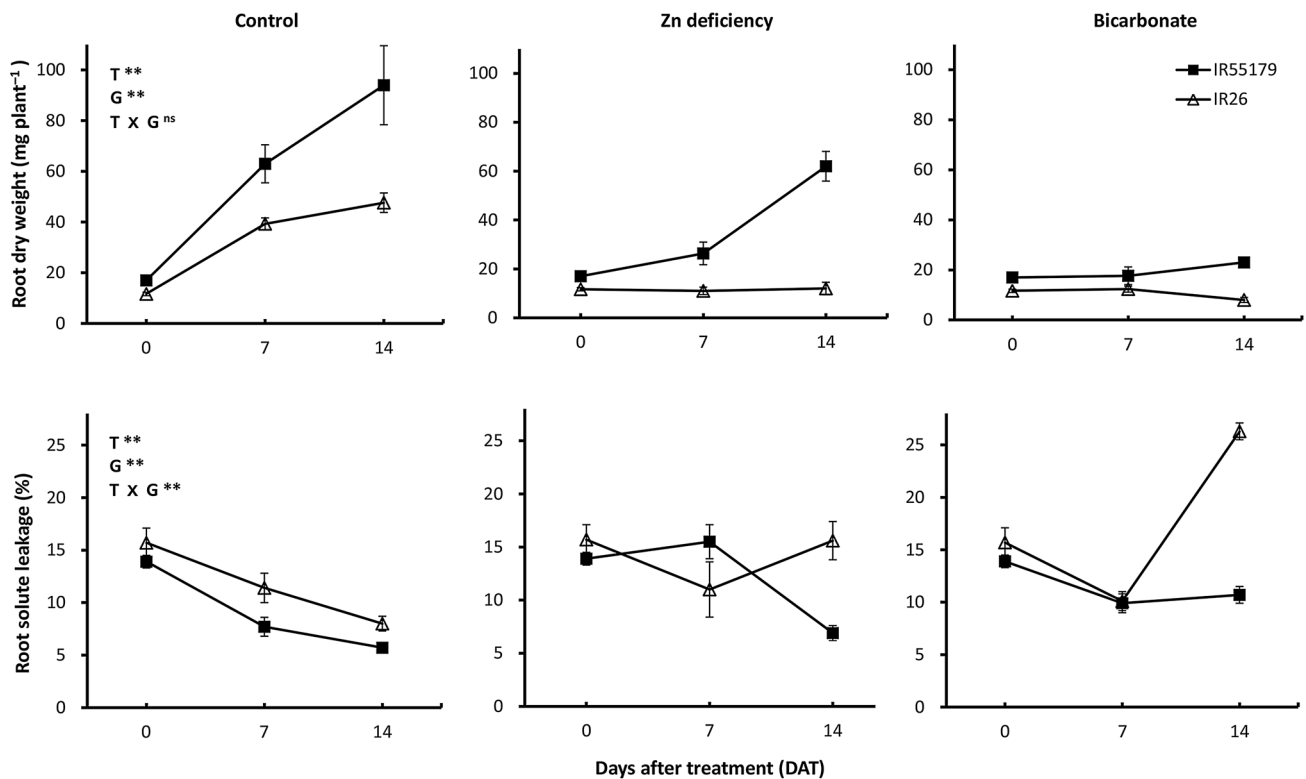 Control
Zn deficiency
Bicarbonate
Root dry weight (mg plant⁻¹)
100
80
60
40
20
0
T **
G **
T x G ns
0 7 14
100
80
60
40
20
0
0 7 14
100
80
60
40
20
0
IR55179
IR26
0 7 14
Root solute leakage (%)
25
20
15
10
5
0
T **
G **
T x G **
0 7 14
25
20
15
10
5
0
0 7 14
25
20
15
10
5
0
0 7 14
Days after treatment (DAT)